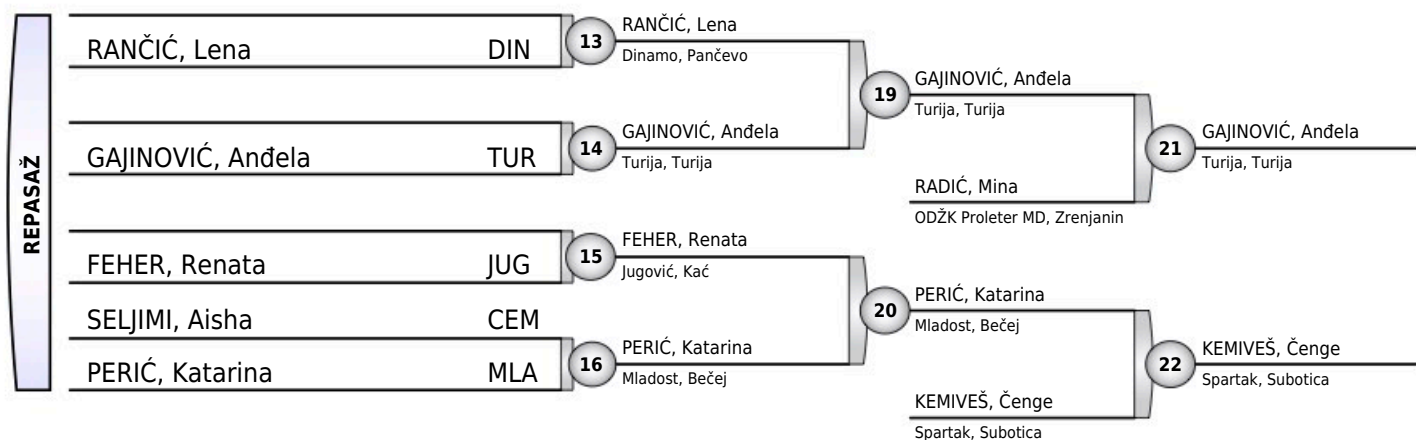 REPASAŽ
RANČIĆ, Lena DIN
GAJINOVIĆ, Anđela TUR
FEHER, Renata JUG
SELJIMI, Aisha CEM
PERIĆ, Katarina MLA
13
RANČIĆ, Lena
Dinamo, Pančevo
14
GAJINOVIĆ, Anđela
Turija, Turija
15
FEHER, Renata
Jugović, Kać
16
PERIĆ, Katarina
Mladost, Bečej
19
GAJINOVIĆ, Anđela
Turija, Turija
RADIĆ, Mina
ODŽK Proleter MD, Zrenjanin
20
PERIĆ, Katarina
Mladost, Bečej
KEMIVEŠ, Čenge
Spartak, Subotica
21
GAJINOVIĆ, Anđela
Turija, Turija
22
KEMIVEŠ, Čenge
Spartak, Subotica